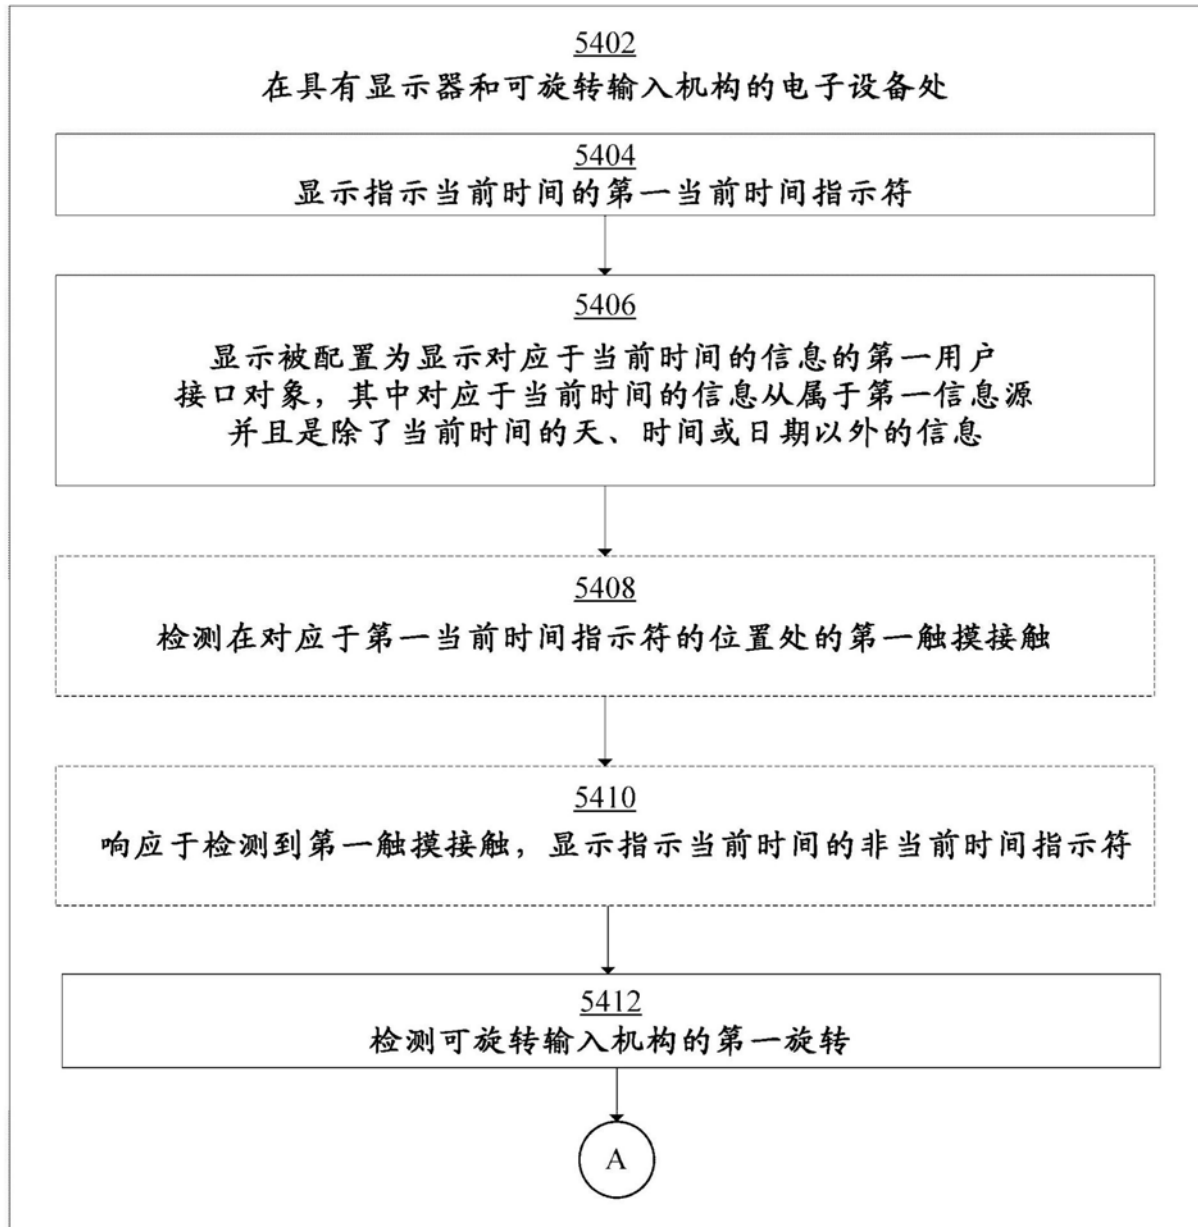 5402
在具有显示器和可旋转输入机构的电子设备处
5404
显示指示当前时间的第一当前时间指示符
5406
显示被配置为显示对应于当前时间的信息的第一用户
接口对象，其中对应于当前时间的信息从属于第一信息源
并且是除了当前时间的天、时间或日期以外的信息
5408
检测在对应于第一当前时间指示符的位置处的第一触摸接触
5410
响应于检测到第一触摸接触，显示指示当前时间的非当前时间指示符
5412
检测可旋转输入机构的第一旋转
A